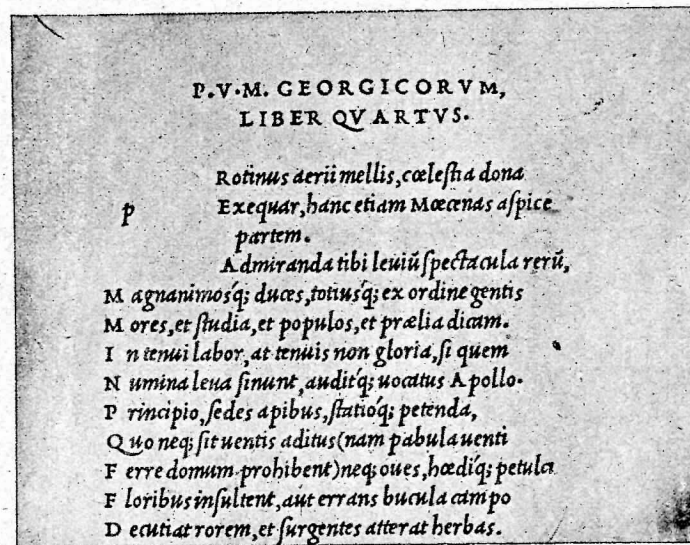 P.V.M. GEORGICORVM,
LIBER QVARTVS.
p Rotinus aerii mellis, cœlestia dona
Exequar, hanc etiam Mœcenas aſpice
partem.
Admiranda tibi leuiū ſpectacula rerū,
M agnanimosq́; duces, totiusq́; ex ordine gentis
M ores, et ſtudia, et populos, et prælia dicam.
I n tenui labor, at tenuis non gloria, ſi quem
N umina leua ſinunt, auditq́; uocatus Apollo.
P rincipio, ſedes apibus, ſtatioq́; petenda,
Q uo neq; ſit uentis aditus (nam pabula uenti
F erre domum prohibent) neq; oues, hœdiq́; petulci
F loribus inſultent, aut errans bucula campo
D ecutiat rorem, et ſurgentes atterat herbas.